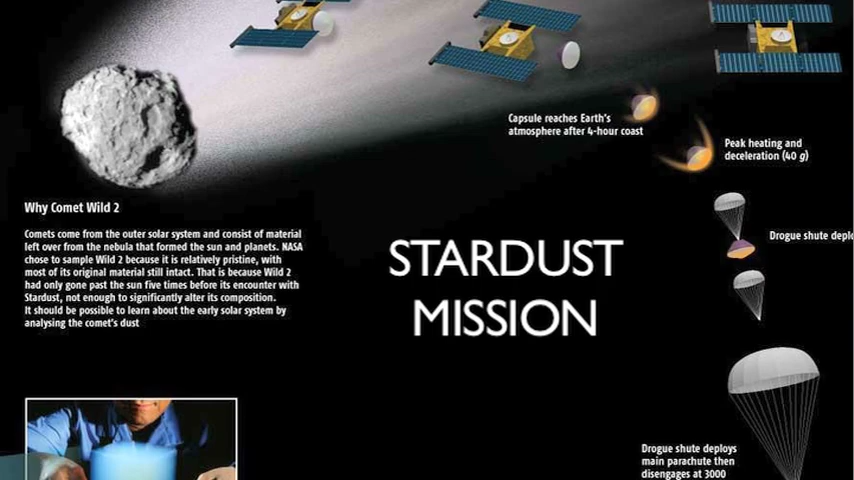 Capsule reaches Earth's
atmosphere after 4-hour coast
Peak heating and
deceleration (40 g)
Why Comet Wild 2
Comets come from the outer solar system and consist of material
left over from the nebula that formed the sun and planets. NASA
chose to sample Wild 2 because it is relatively pristine, with
most of its original material still intact. That is because Wild 2
had only gone past the sun five times before its encounter with
Stardust, not enough to significantly alter its composition.
It should be possible to learn about the early solar system by
analysing the comet's dust
STARDUST
MISSION
Drogue shute deplo
Drogue shute deploys
main parachute then
disengages at 3000